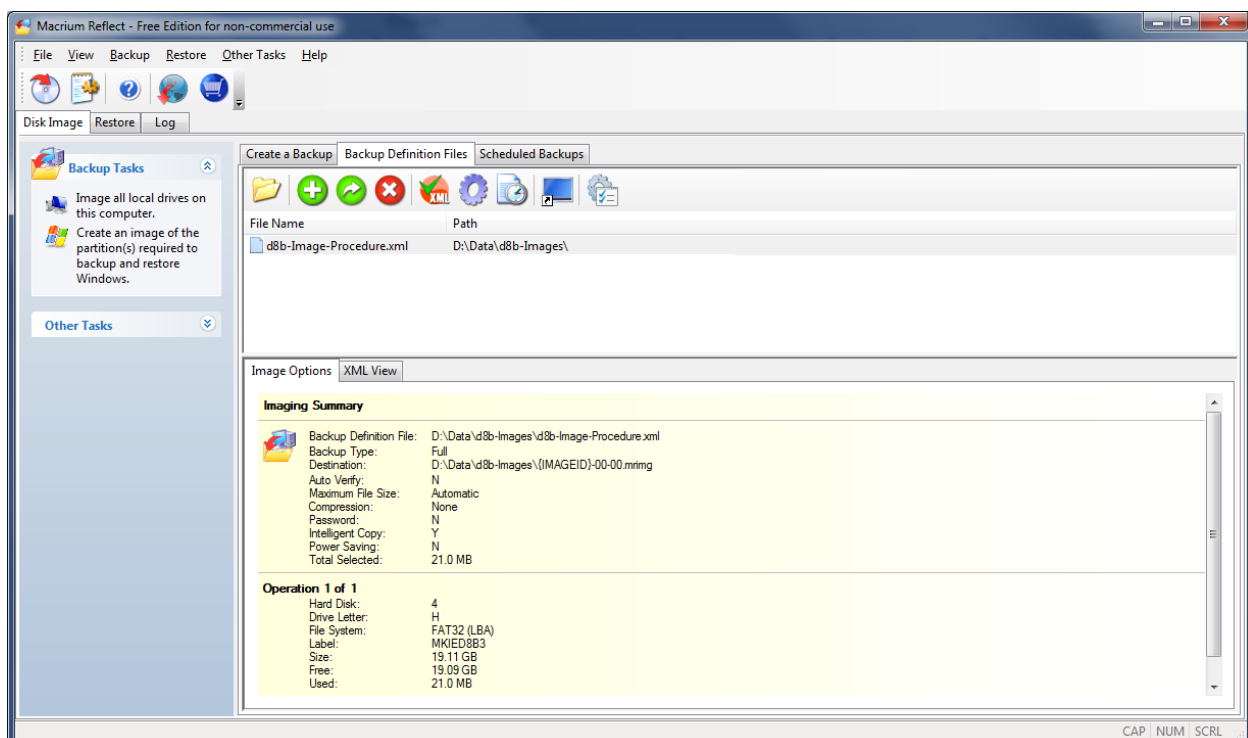 Macrium Reflect - Free Edition for non-commercial use
File View Backup Restore Other Tasks Help
Disk Image Restore Log
Backup Tasks
Image all local drives on
this computer.
Create an image of the
partition(s) required to
backup and restore
Windows.
Other Tasks
Create a Backup Backup Definition Files Scheduled Backups
XML
File Name Path
d8b-Image-Procedure.xml D:\Data\d8b-Images\
Image Options XML View
Imaging Summary
Backup Definition File: D:\Data\d8b-Images\d8b-Image-Procedure.xml
Backup Type: Full
Destination: D:\Data\d8b-Images\{IMAGEID}-00-00.mrimg
Auto Verify: N
Maximum File Size: Automatic
Compression: None
Password: N
Intelligent Copy: Y
Power Saving: N
Total Selected: 21.0 MB
Operation 1 of 1
Hard Disk: 4
Drive Letter: H
File System: FAT32 (LBA)
Label: MKIED8B3
Size: 19.11 GB
Free: 19.09 GB
Used: 21.0 MB
CAP NUM SCRL